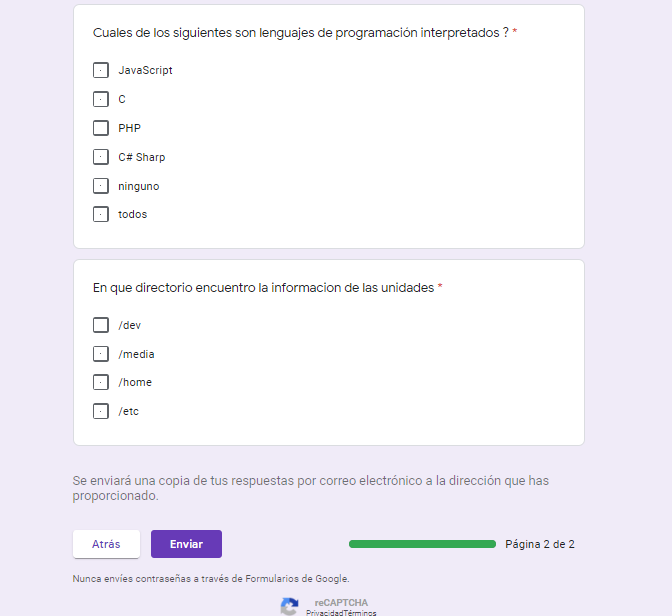 Cuales de los siguientes son lenguajes de programación interpretados ? *
JavaScript
C
PHP
C# Sharp
ninguno
todos
En que directorio encuentro la informacion de las unidades *
/dev
/media
/home
/etc
Se enviará una copia de tus respuestas por correo electrónico a la dirección que has
proporcionado.
Atrás Enviar Página 2 de 2
Nunca envíes contraseñas a través de Formularios de Google.
reCAPTCHA
PrivacidadTérminos